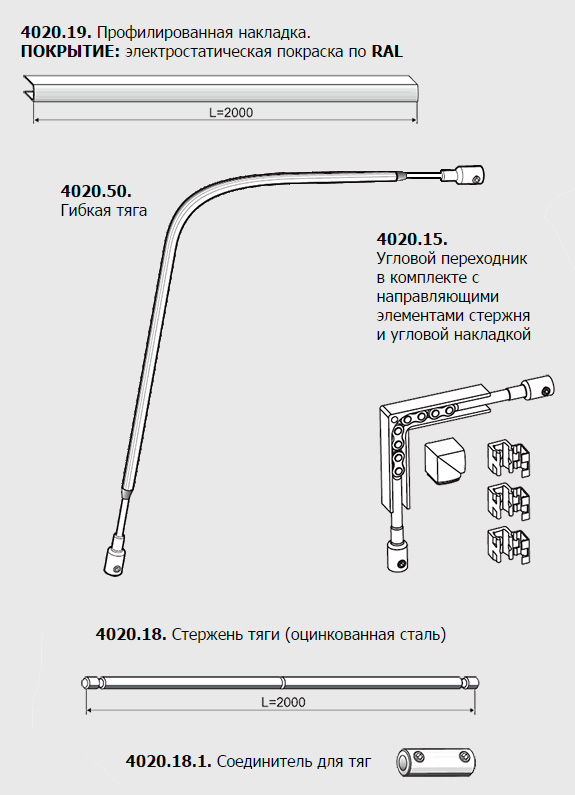 4020.19. Профилированная накладка.
ПОКРЫТИЕ: электростатическая покраска по RAL
L=2000
4020.50.
Гибкая тяга
4020.15.
Угловой переходник
в комплекте с
направляющими
элементами стержня
и угловой накладкой
4020.18. Стержень тяги (оцинкованная сталь)
L=2000
4020.18.1. Соединитель для тяг